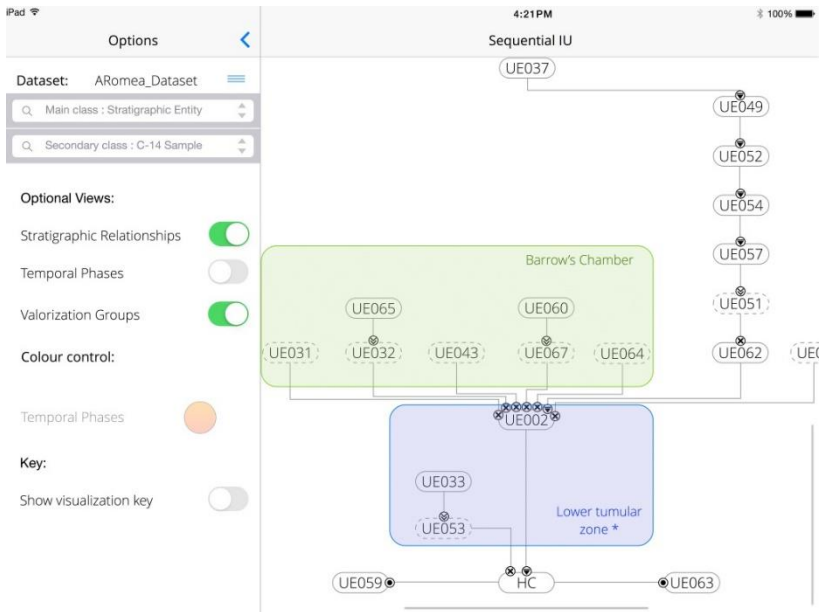 iPad
4:21 PM
100%
Options
Sequential IU
Dataset: ARomea_Dataset
Main class : Stratigraphic Entity
Secondary class : C-14 Sample
Optional Views:
Stratigraphic Relationships
Temporal Phases
Valorization Groups
Colour control:
Temporal Phases
Key:
Show visualization key
UE037
UE049
UE052
UE054
UE057
UE051
UE062
Barrow's Chamber
UE065
UE060
UE031
UE032
UE043
UE067
UE064
UE002
UE033
UE053
Lower tumular
zone *
UE059
HC
UE063